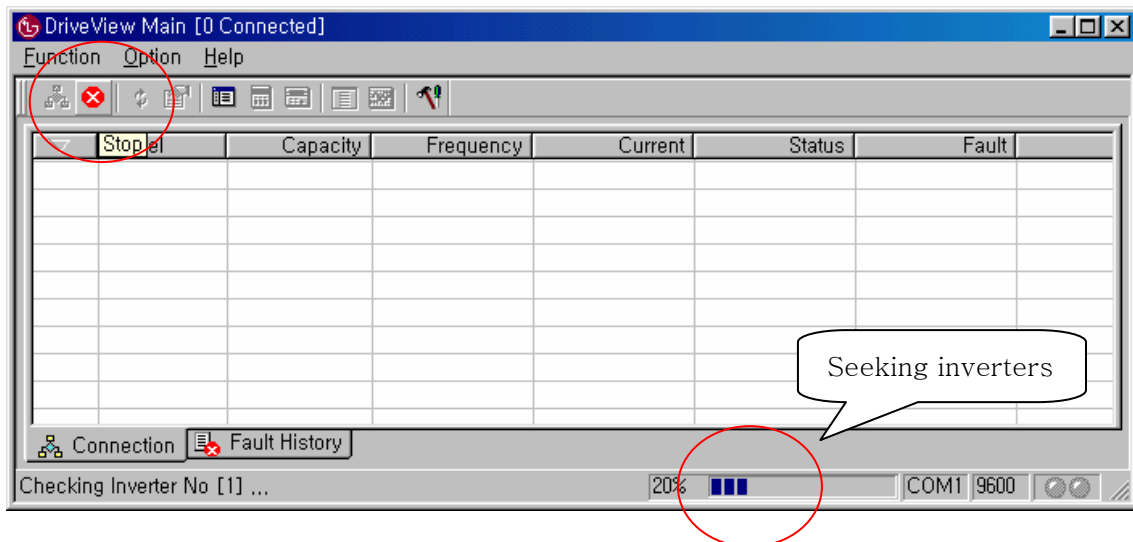 DriveView Main [0 Connected]
Function Option Help
Stop el Capacity Frequency Current Status Fault
Seeking inverters
Connection Fault History
Checking Inverter No [1] ... 20% COM1 9600